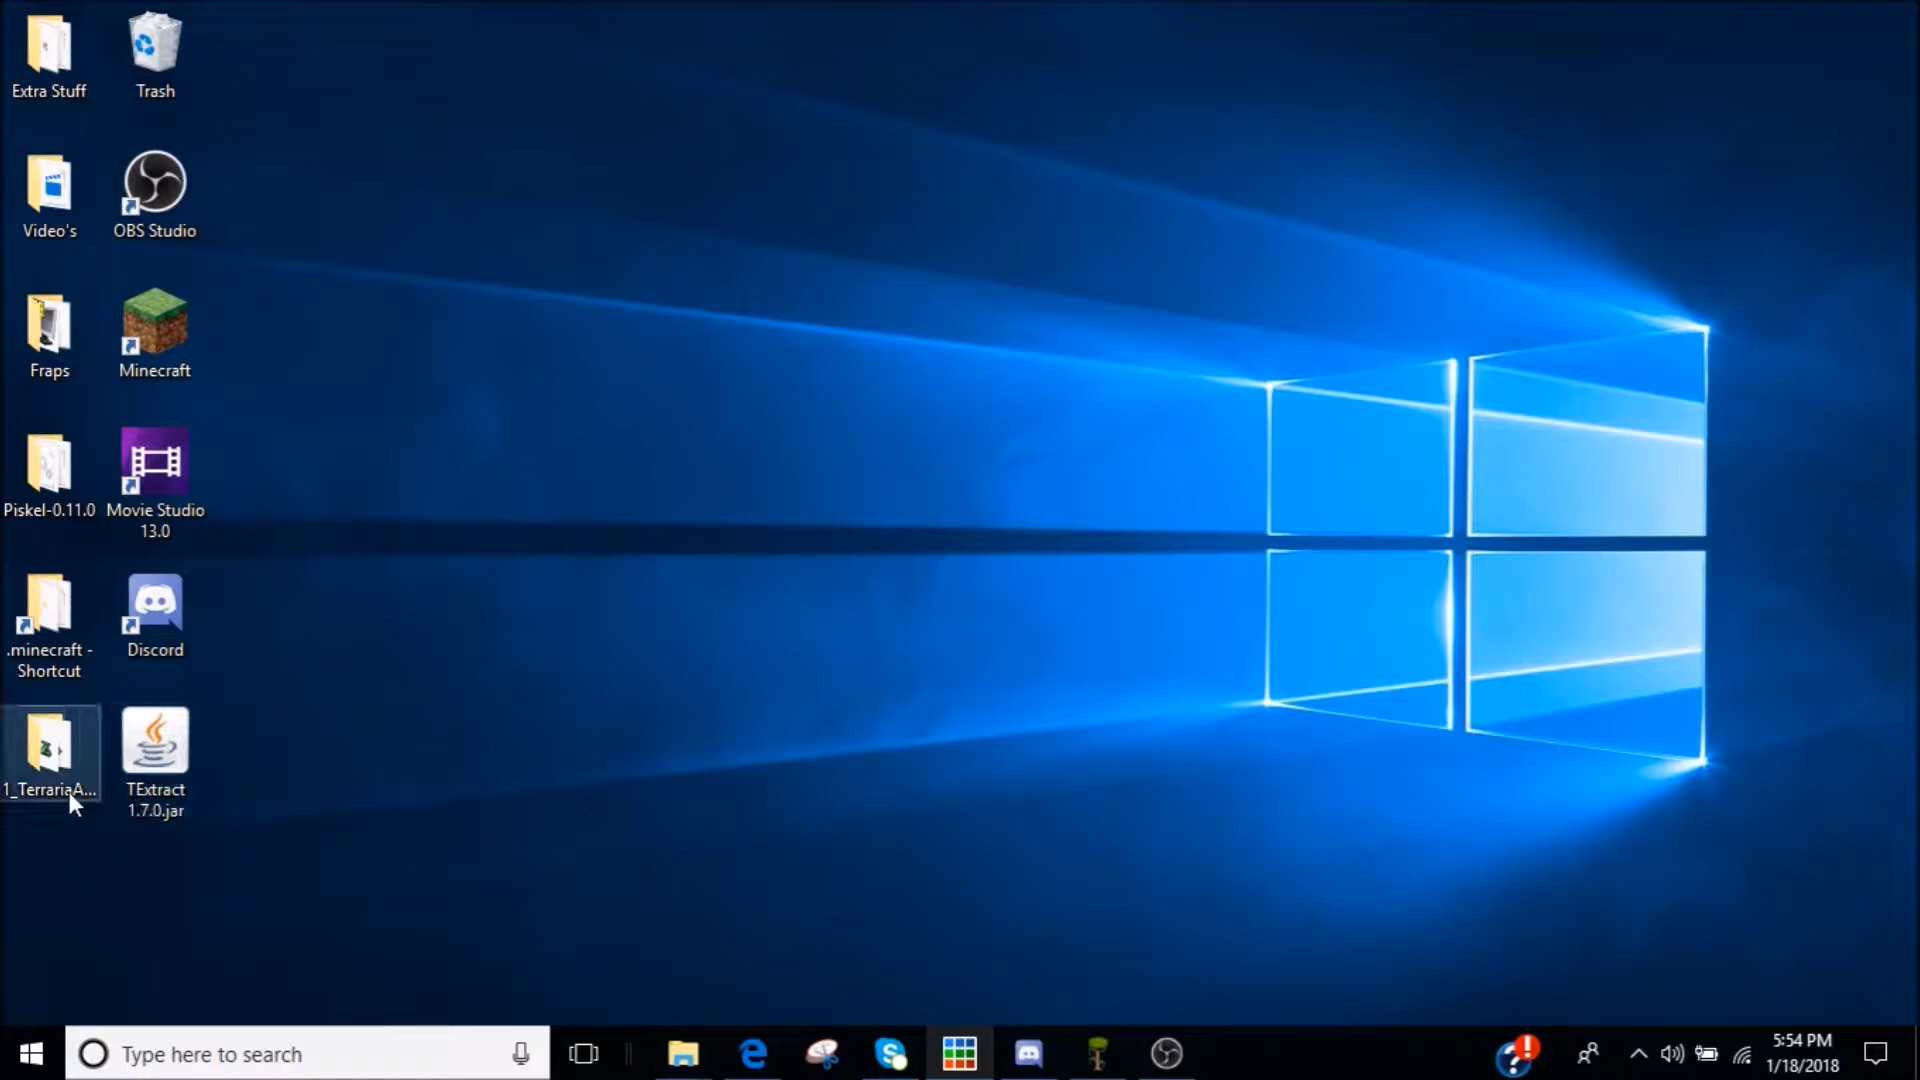 Extra Stuff
Trash
Video's
OBS Studio
Fraps
Minecraft
Piskel-0.11.0
Movie Studio
13.0
.minecraft -
Shortcut
Discord
1_TerrariaA...
TExtract
1.7.0.jar
Type here to search
5:54 PM
1/18/2018